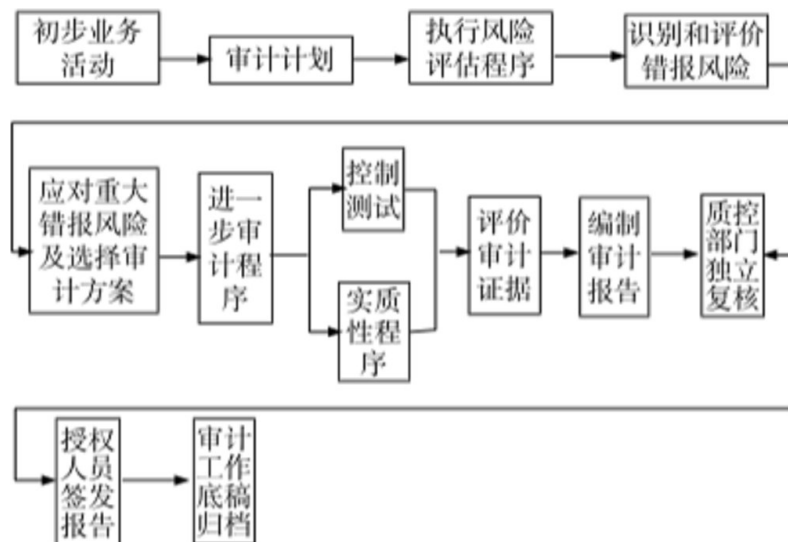 初步业务
活动
审计计划
执行风险
评估程序
识别和评价
错报风险
应对重大
错报风险
及选择审
计方案
进一
步审
计程
序
控制
测试
实质
性程
序
评价
审计
证据
编制
审计
报告
质控
部门
独立
复核
授权
人员
签发
报告
审计
工作
底稿
归档